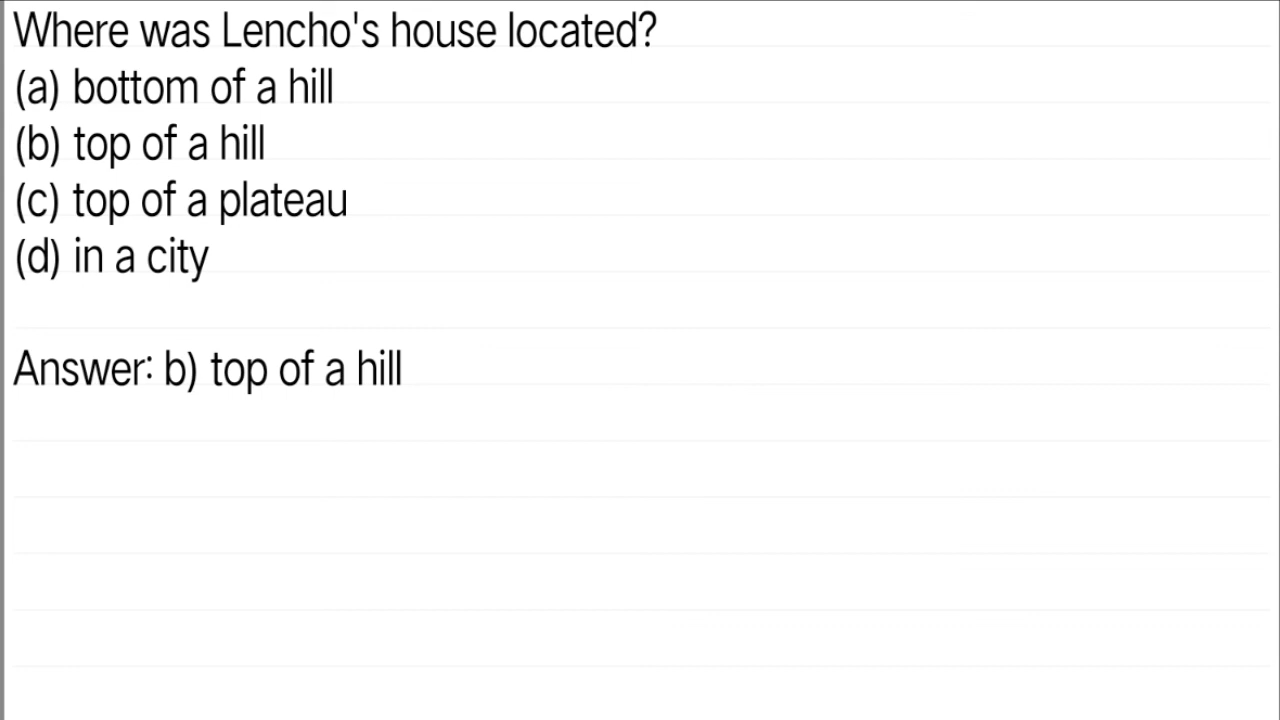 Where was Lencho's house located?
(a) bottom of a hill
(b) top of a hill
(c) top of a plateau
(d) in a city
Answer: b) top of a hill